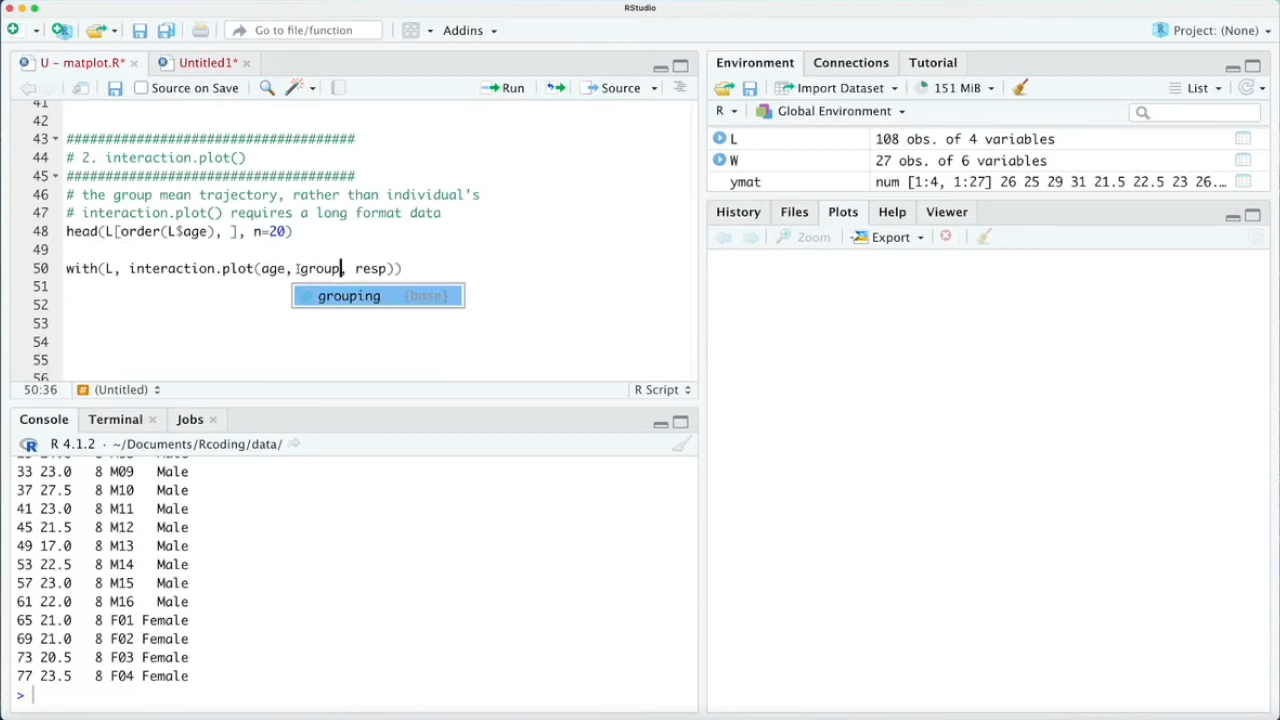 RStudio
Go to file/function
Addins
Project: (None)
U - matplot.R*
Untitled1*
Source on Save
Run
Source
41
42
43 ####################################
44 # 2. interaction.plot()
45 ####################################
46 # the group mean trajectory, rather than individual's
47 # interaction.plot() requires a long format data
48 head(L[order(L$age), ], n=20)
49
50 with(L, interaction.plot(age, group, resp))
grouping {base}
51
52
53
54
55
56
50:36 (Untitled) R Script
Console Terminal Jobs
R 4.1.2 · ~/Documents/Rcoding/data/
33 23.0 8 M09 Male
37 27.5 8 M10 Male
41 23.0 8 M11 Male
45 21.5 8 M12 Male
49 17.0 8 M13 Male
53 22.5 8 M14 Male
57 23.0 8 M15 Male
61 22.0 8 M16 Male
65 21.0 8 F01 Female
69 21.0 8 F02 Female
73 20.5 8 F03 Female
77 23.5 8 F04 Female
>
Environment Connections Tutorial
Import Dataset 151 MiB List
R Global Environment
L 108 obs. of 4 variables
W 27 obs. of 6 variables
ymat num [1:4, 1:27] 26 25 29 31 21.5 22.5 23 26...
History Files Plots Help Viewer
Zoom Export